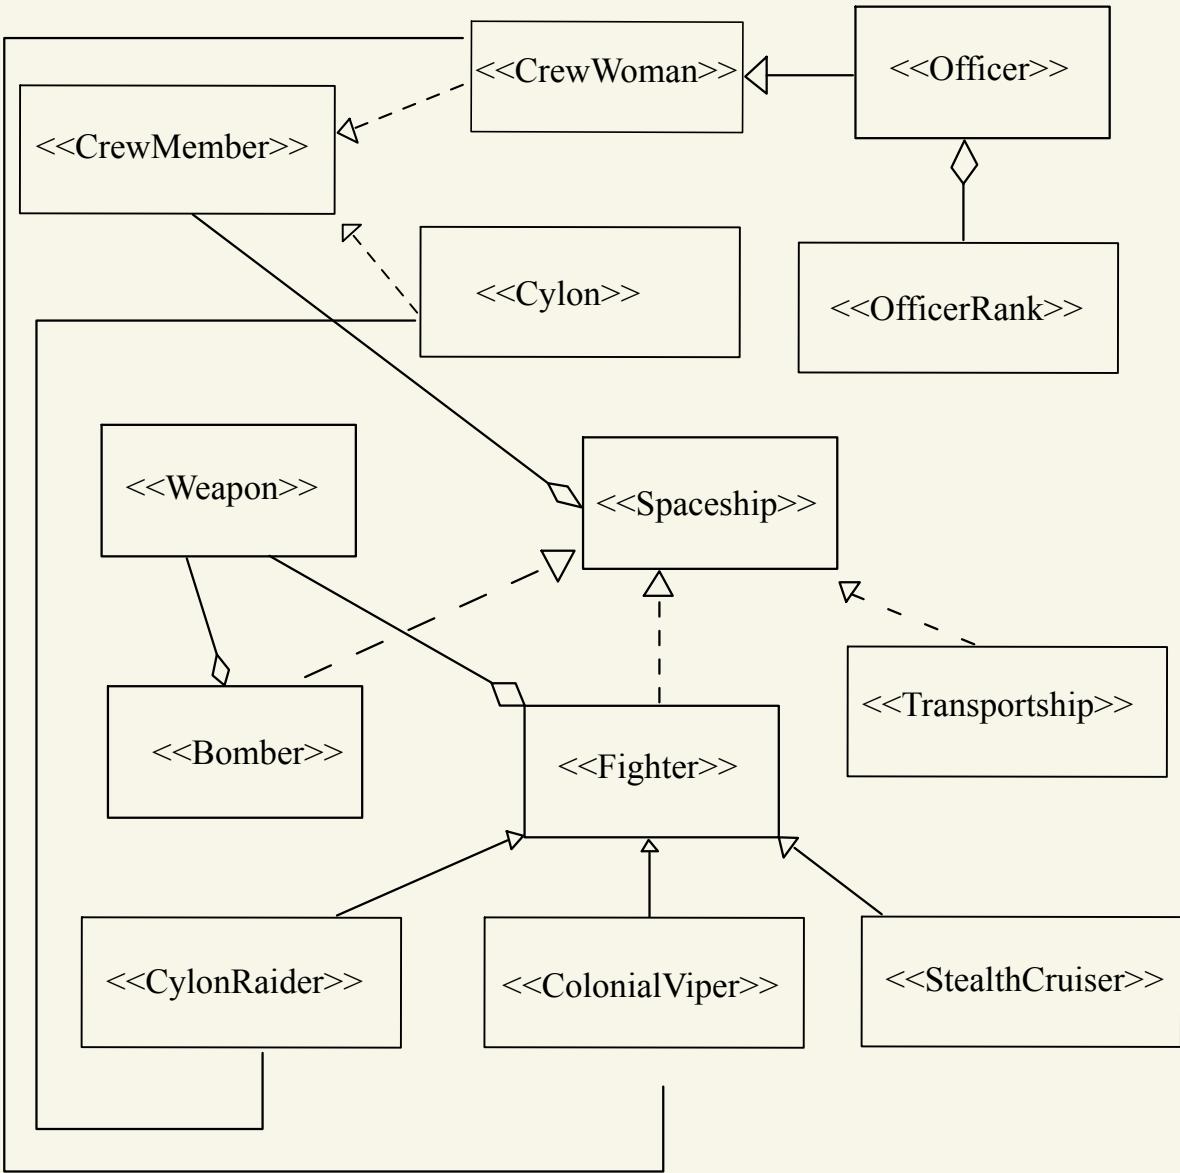 <<CrewWoman>>
<<Officer>>
<<CrewMember>>
<<Cylon>>
<<OfficerRank>>
<<Weapon>>
<<Spaceship>>
<<Transportship>>
<<Bomber>>
<<Fighter>>
<<CylonRaider>>
<<ColonialViper>>
<<StealthCruiser>>